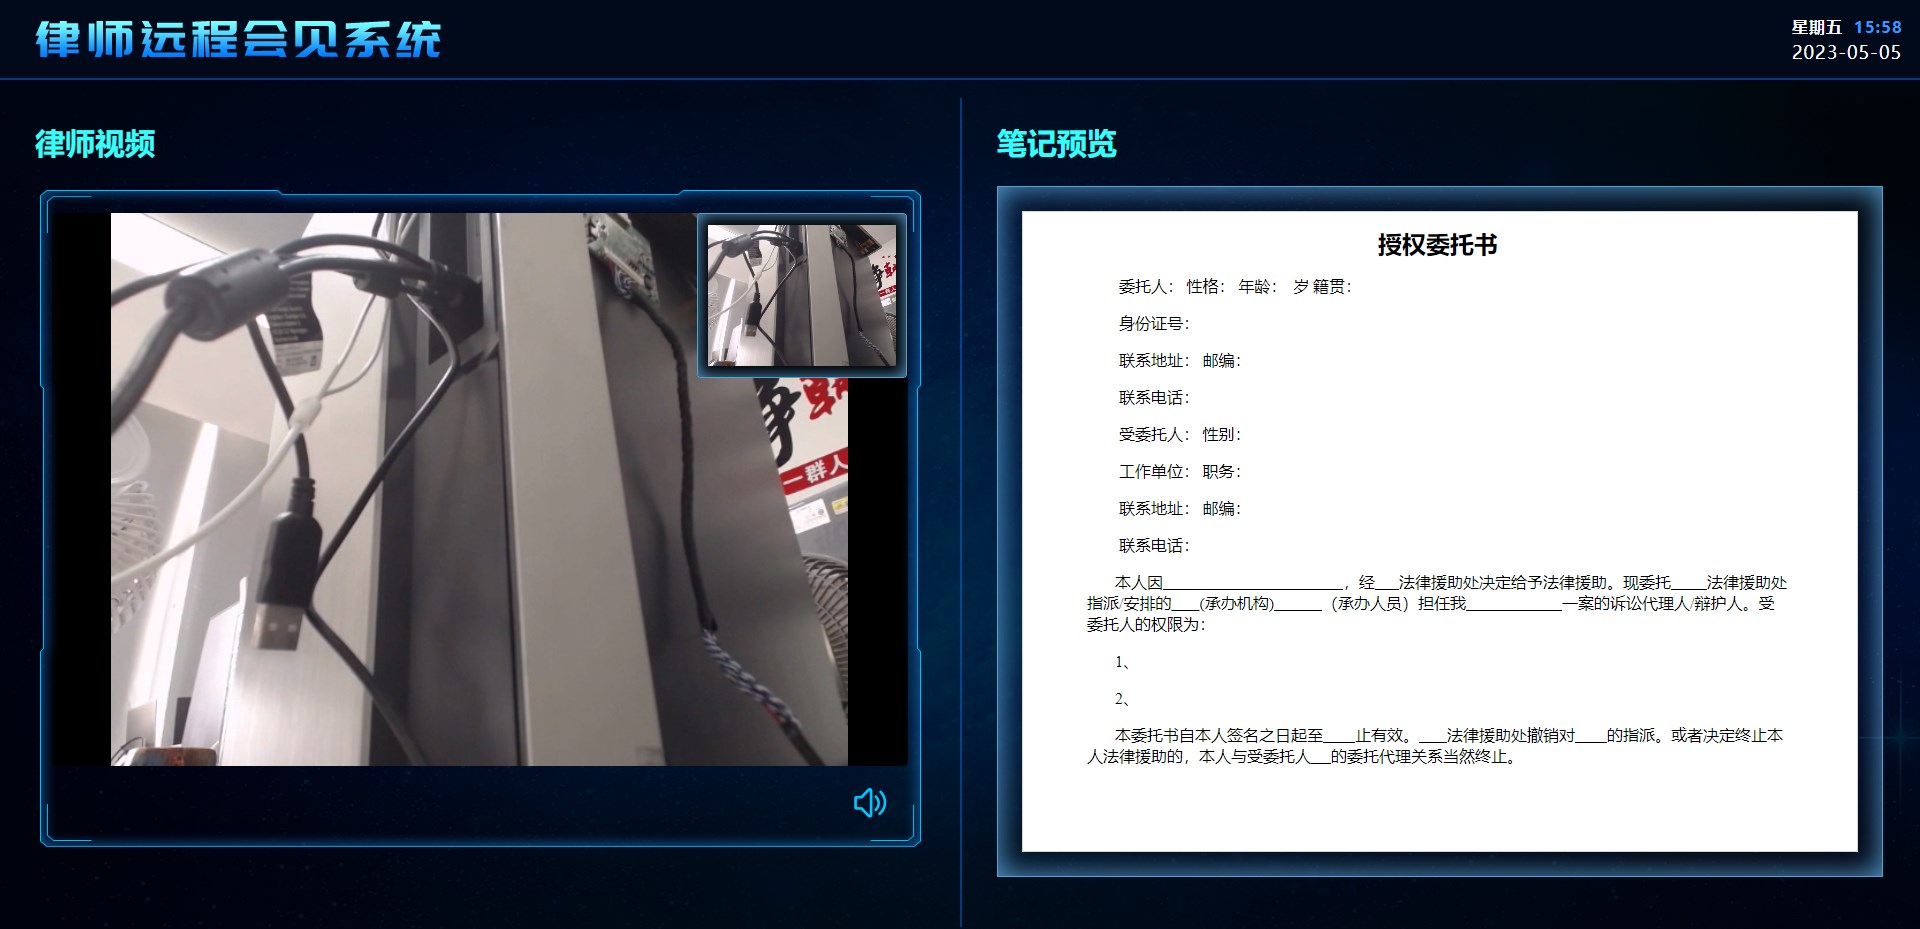 律师远程会见系统
星期五 15:58
2023-05-05
律师视频
一群人
笔记预览
授权委托书
委托人： 性格： 年龄： 岁 籍贯：
身份证号：
联系地址： 邮编：
联系电话：
受委托人： 性别：
工作单位： 职务：
联系地址： 邮编：
联系电话：
本人因____________________，经___法律援助处决定给予法律援助。现委托____法律援助处
指派/安排的___(承办机构)_____（承办人员）担任我___________一案的诉讼代理人/辩护人。受
委托人的权限为：
1、
2、
本委托书自本人签名之日起至____止有效。___法律援助处撤销对____的指派。或者决定终止本
人法律援助的，本人与受委托人__的委托代理关系当然终止。